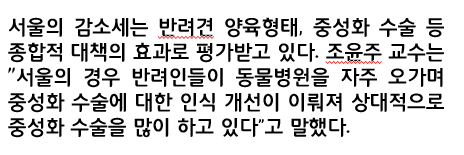 서울의 감소세는 반려견 양육형태, 중성화 수술 등
종합적 대책의 효과로 평가받고 있다. 조윤주 교수는
"서울의 경우 반려인들이 동물병원을 자주 오가며
중성화 수술에 대한 인식 개선이 이뤄져 상대적으로
중성화 수술을 많이 하고 있다"고 말했다.